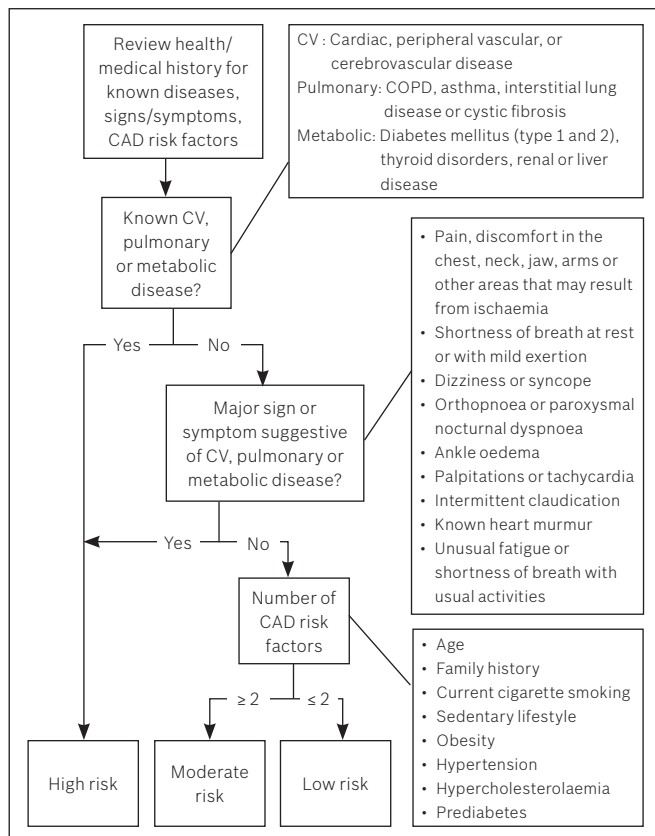 Review health/
medical history for
known diseases,
signs/symptoms,
CAD risk factors
CV : Cardiac, peripheral vascular, or
cerebrovascular disease
Pulmonary: COPD, asthma, interstitial lung
disease or cystic fibrosis
Metabolic: Diabetes mellitus (type 1 and 2),
thyroid disorders, renal or liver
disease
Known CV,
pulmonary
or metabolic
disease?
• Pain, discomfort in the
chest, neck, jaw, arms or
other areas that may result
from ischaemia
• Shortness of breath at rest
or with mild exertion
• Dizziness or syncope
• Orthopnoea or paroxysmal
nocturnal dyspnoea
• Ankle oedema
• Palpitations or tachycardia
• Intermittent claudication
• Known heart murmur
• Unusual fatigue or
shortness of breath with
usual activities
Yes No
Major sign or
symptom suggestive
of CV, pulmonary or
metabolic disease?
Yes No
Number of
CAD risk
factors
• Age
• Family history
• Current cigarette smoking
• Sedentary lifestyle
• Obesity
• Hypertension
• Hypercholesterolaemia
• Prediabetes
≥ 2 ≤ 2
High risk
Moderate
risk
Low risk